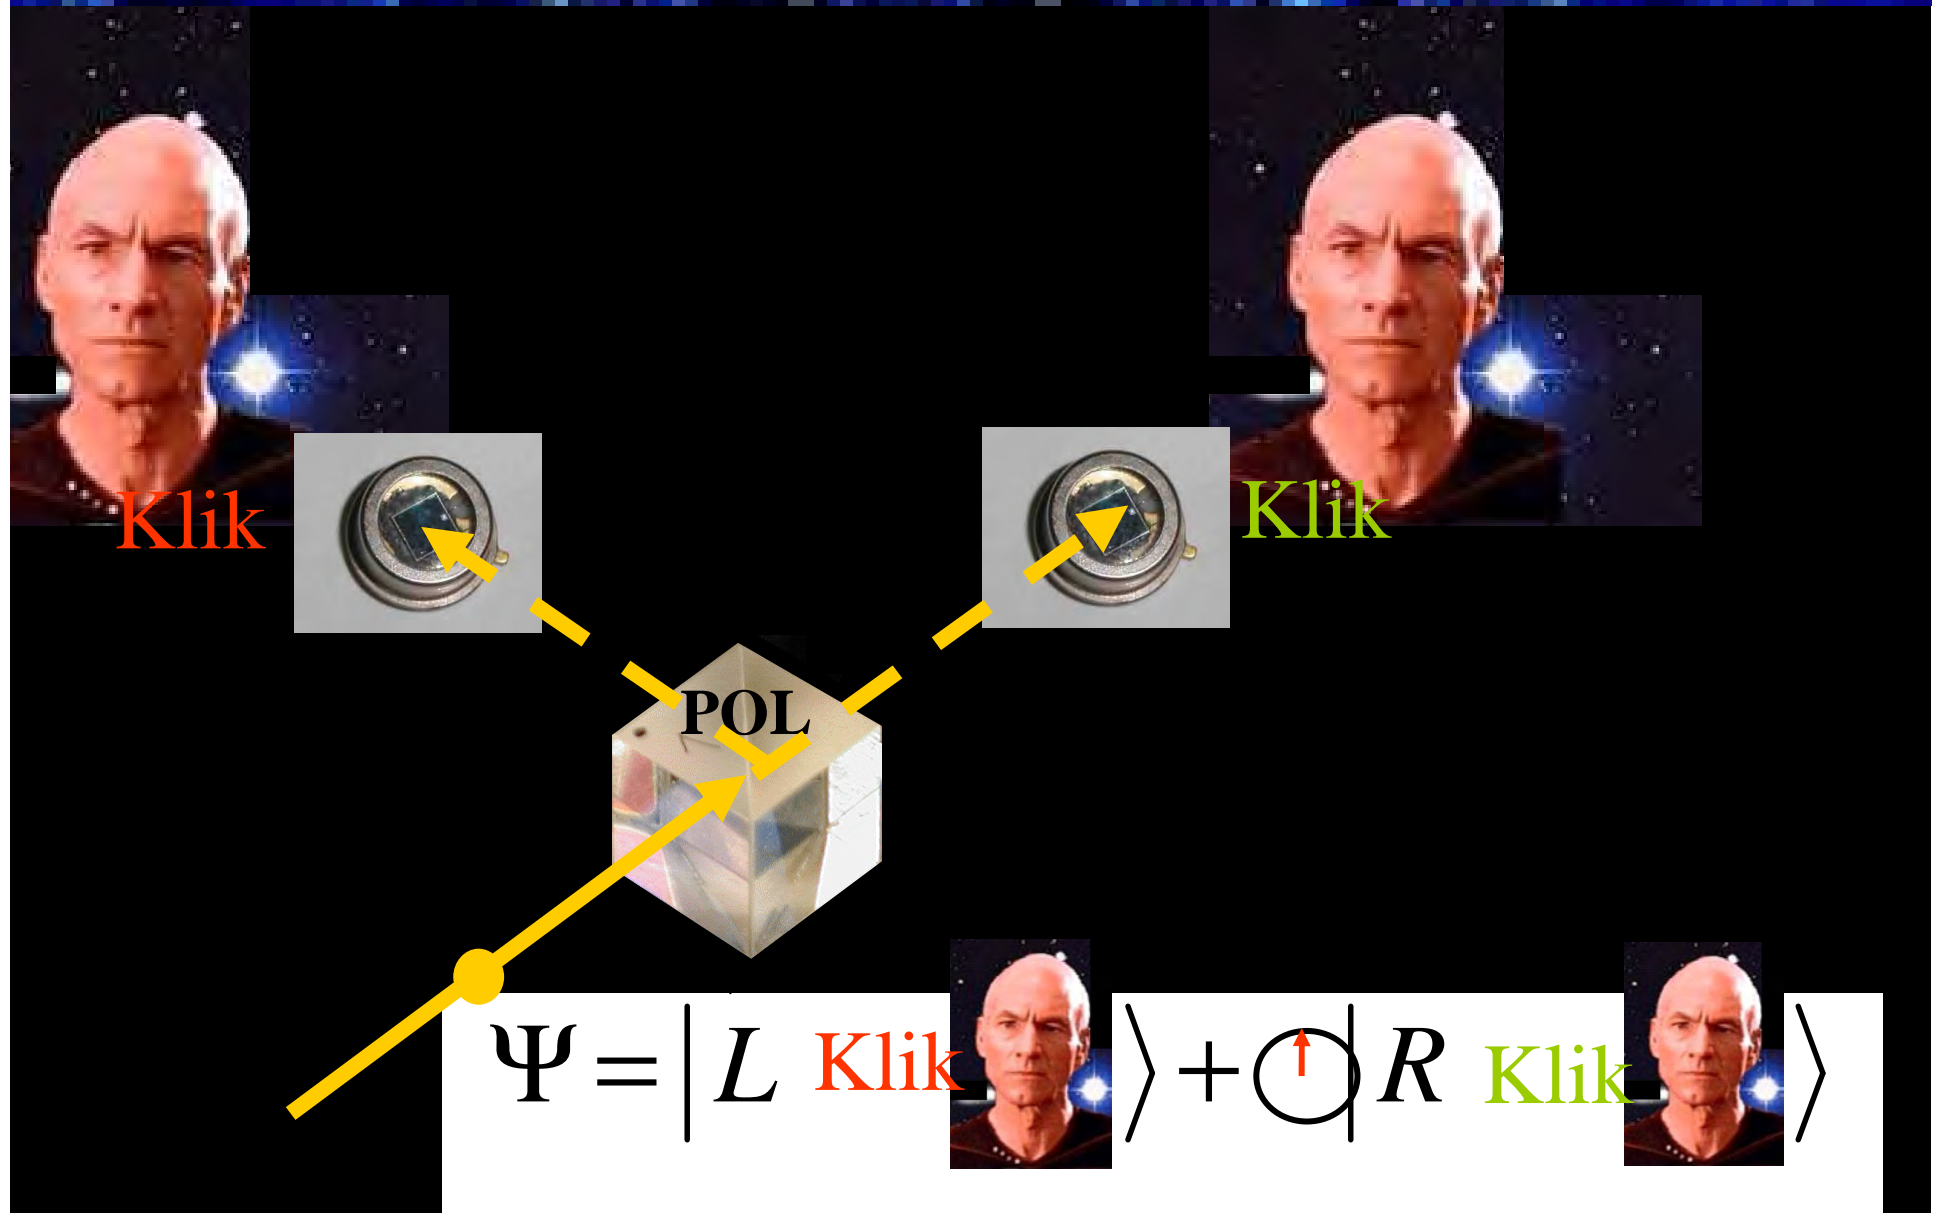 Klik
Klik
POL
Ψ = | L Klik ⟩ + | R Klik ⟩